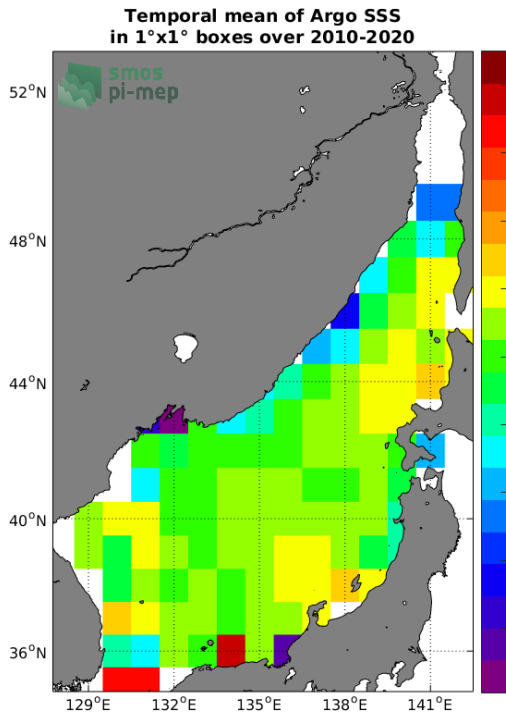 Temporal mean of Argo SSS
in 1°x1° boxes over 2010-2020
smos
pi-mep
52°N
48°N
44°N
40°N
36°N
129°E
132°E
135°E
138°E
141°E